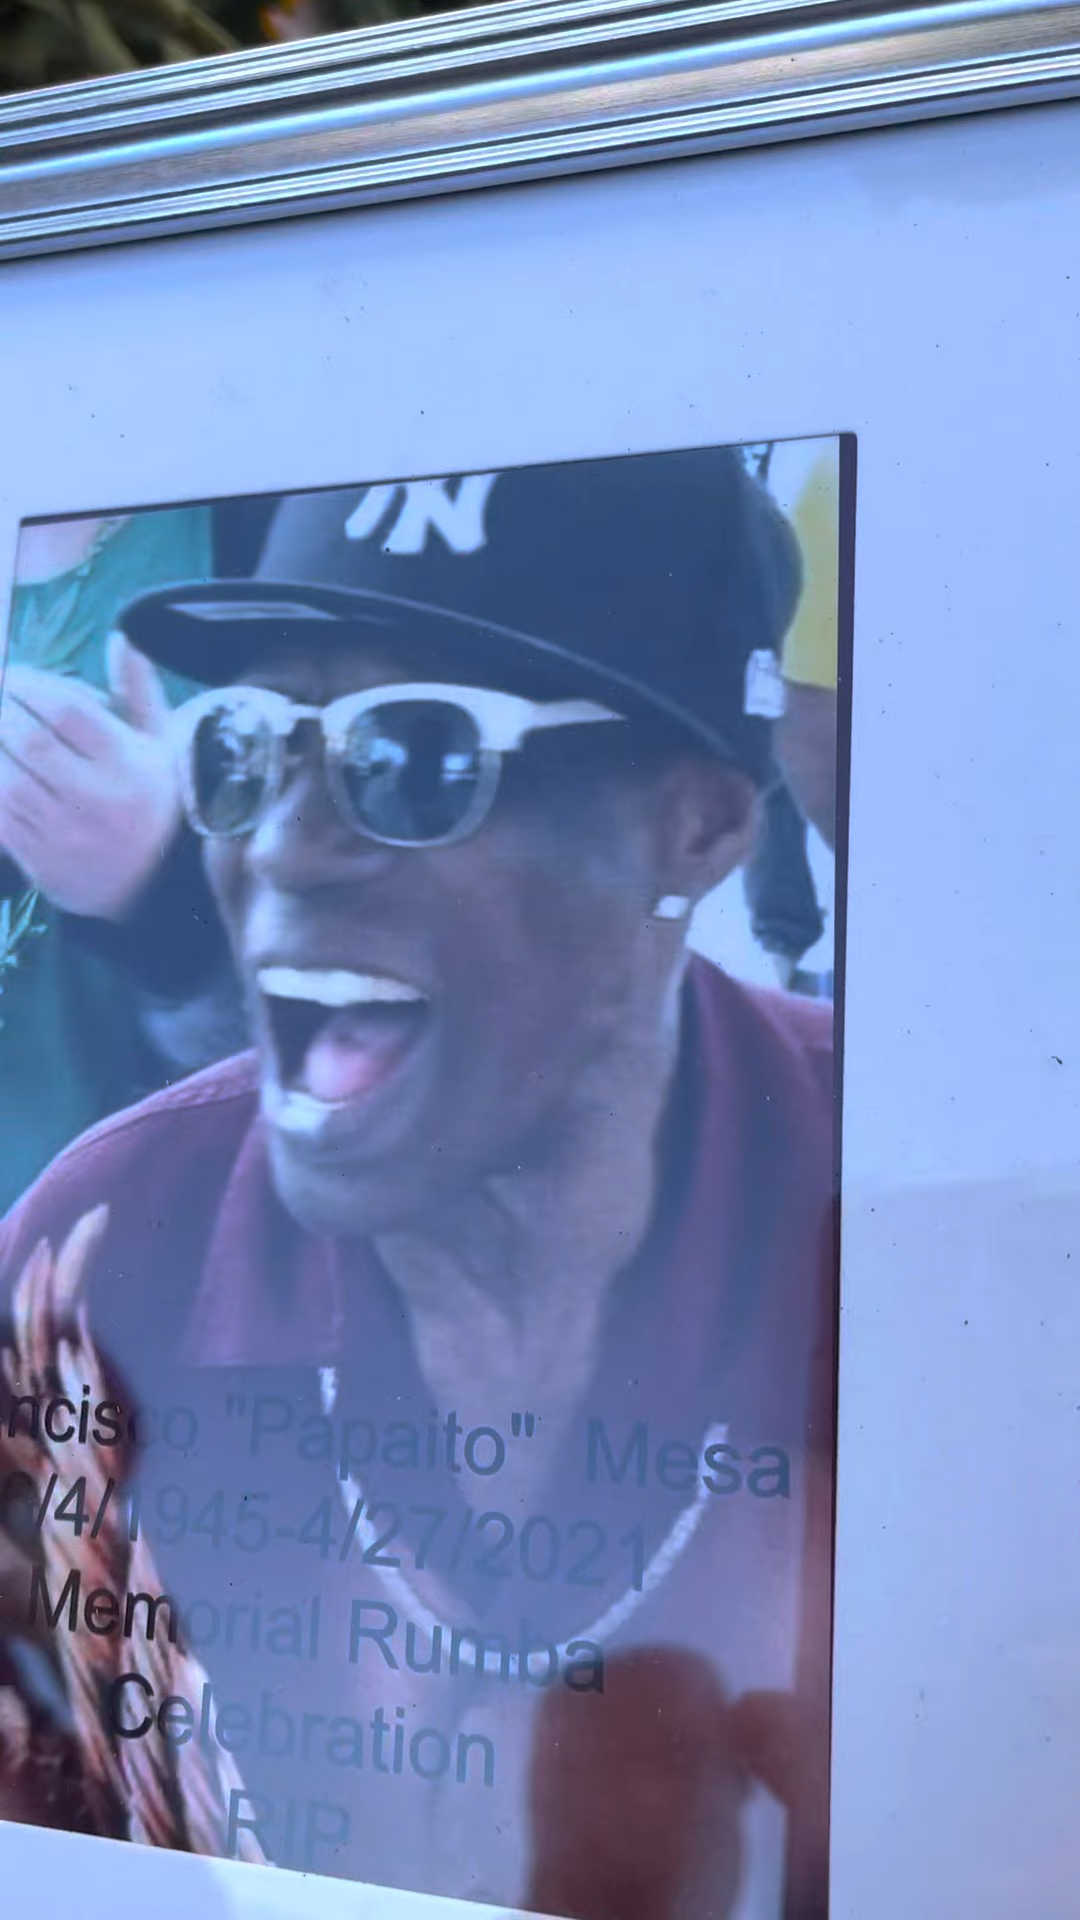 ncisco "Papaito" Mesa
/4/1945-4/27/2021
Memorial Rumba
Celebration
RIP